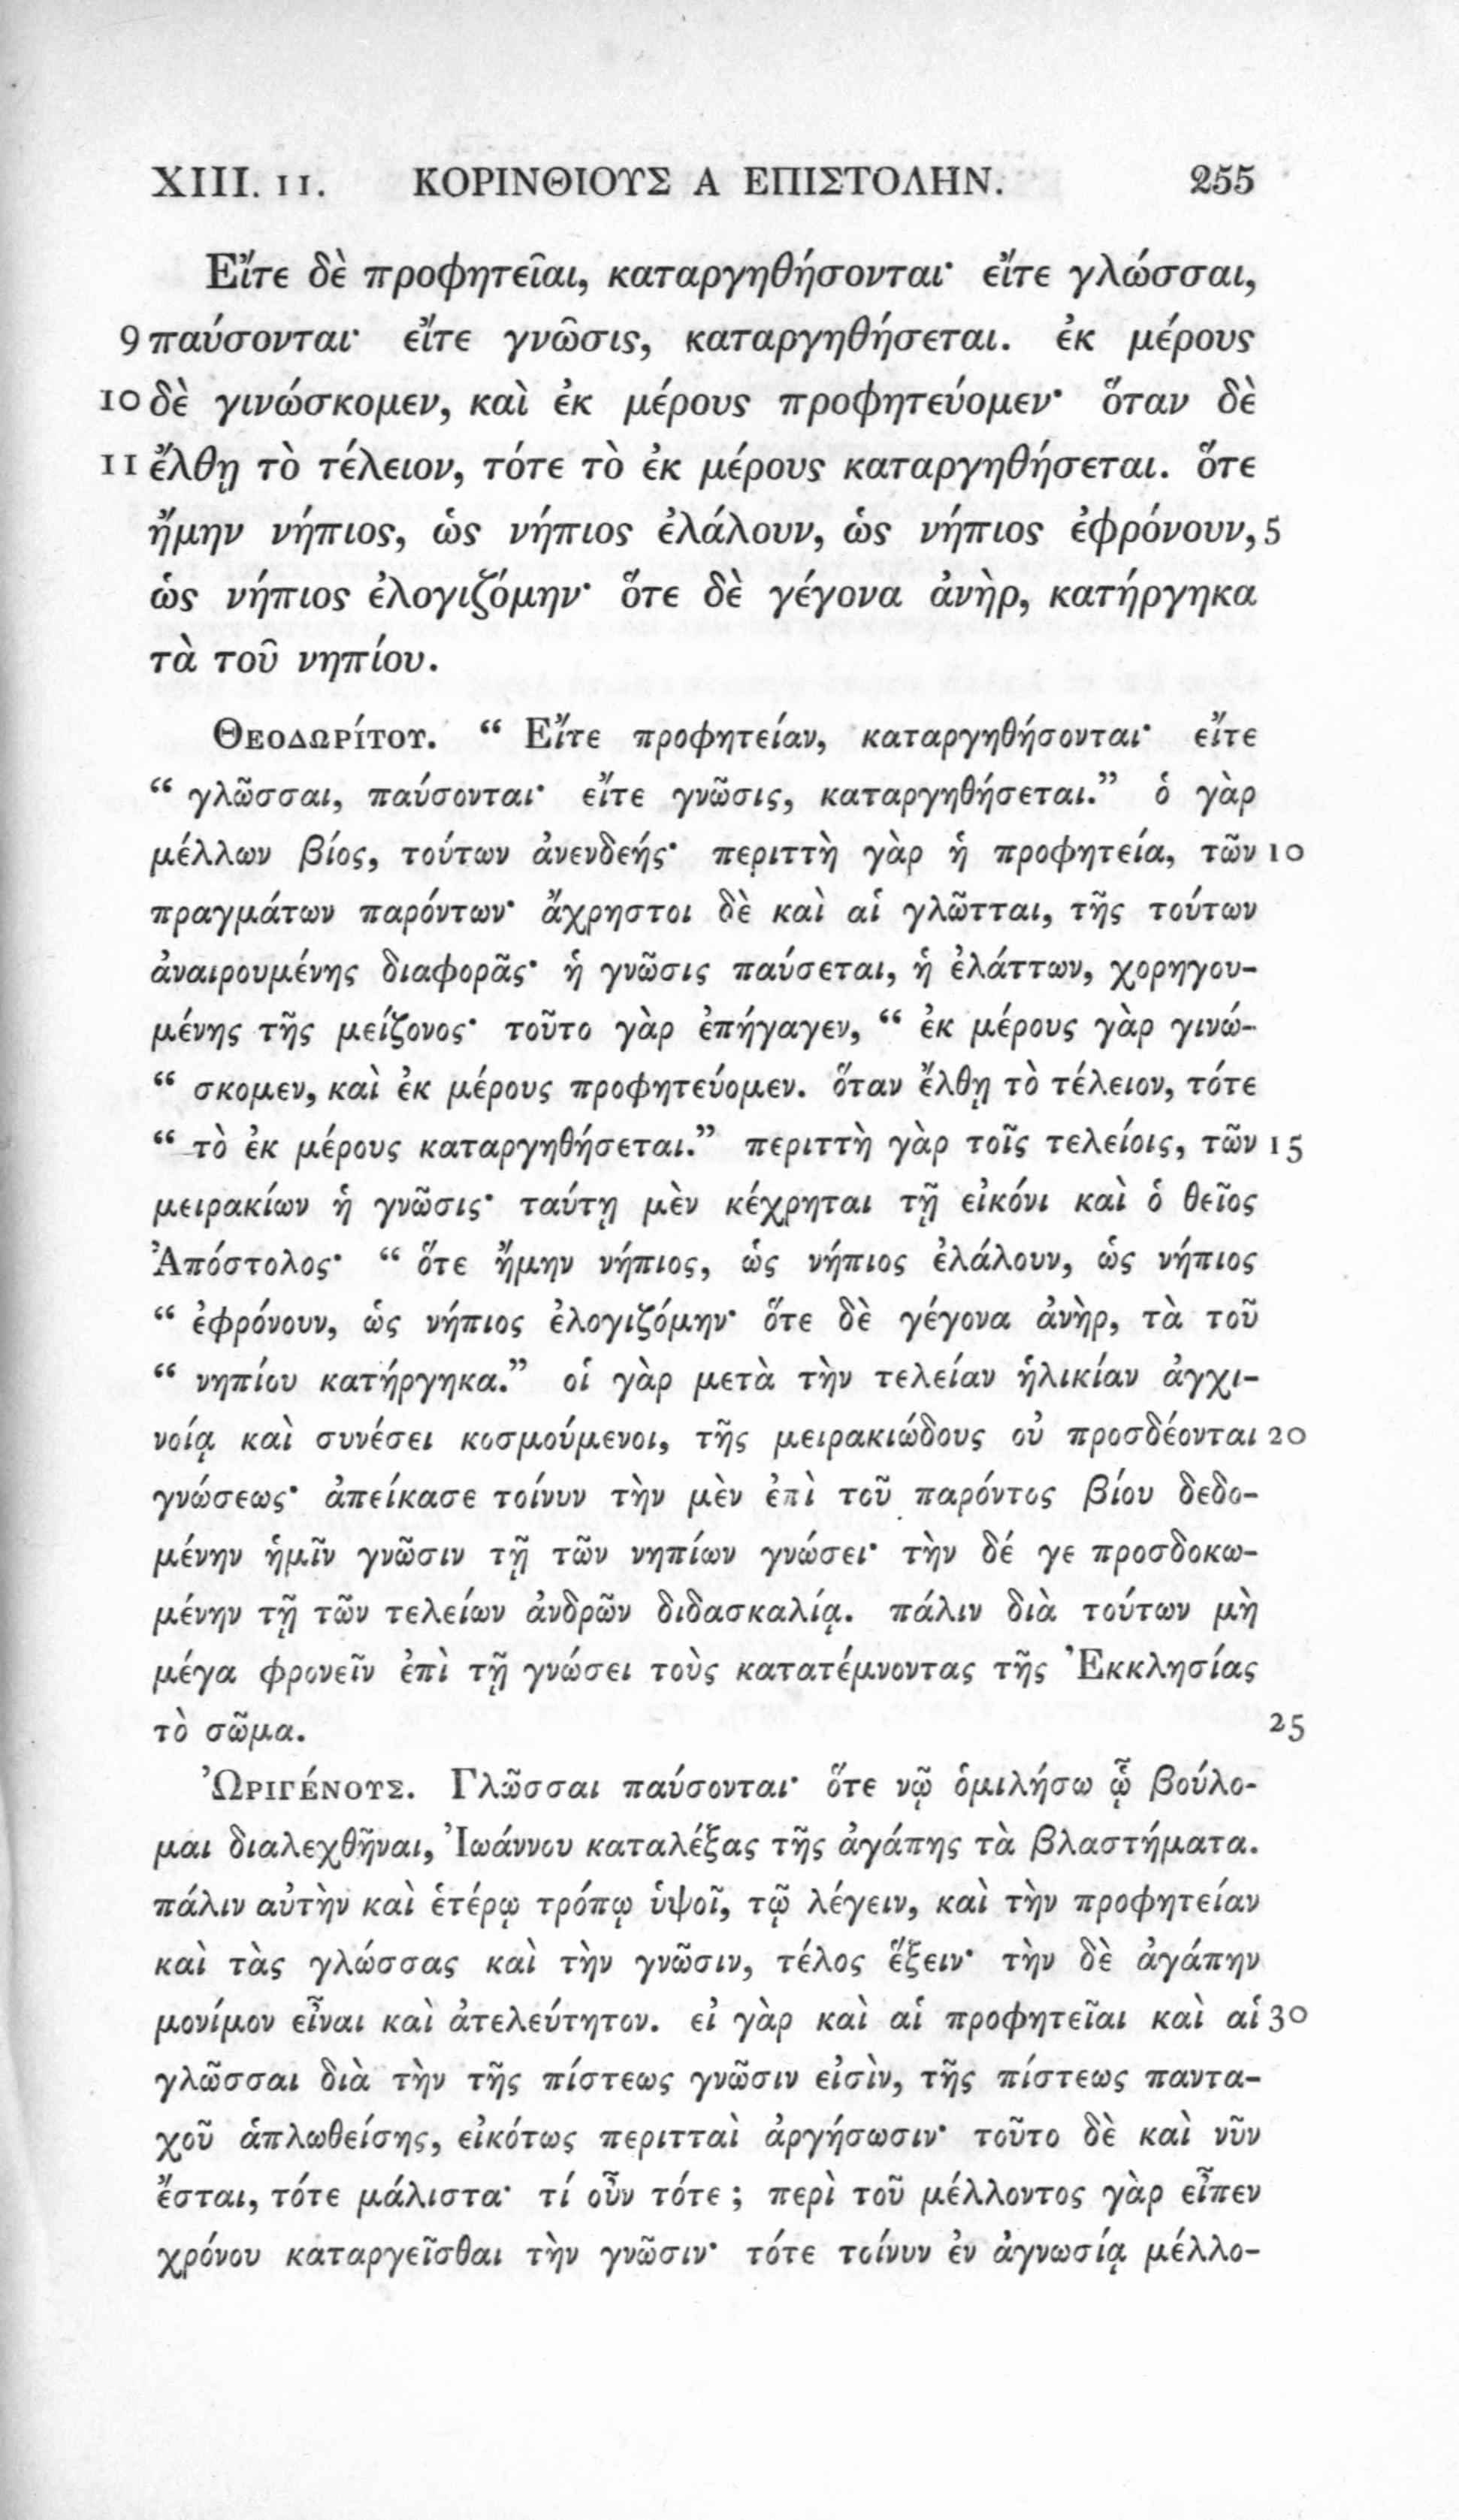 XIII. 11. ΚΟΡΙΝΘΙΟΥΣ Α ΕΠΙΣΤΟΛΗΝ. 255
Εἴτε δὲ προφητεῖαι, καταργηθήσονται· εἴτε γλώσσαι,
9 παύσονται· εἴτε γνῶσις, καταργηθήσεται. ἐκ μέρους
10 δὲ γινώσκομεν, καὶ ἐκ μέρους προφητεύομεν· ὅταν δὲ
11 ἔλθῃ τὸ τέλειον, τότε τὸ ἐκ μέρους καταργηθήσεται. ὅτε
ἤμην νήπιος, ὡς νήπιος ἐλάλουν, ὡς νήπιος ἐφρόνουν, 5
ὡς νήπιος ἐλογιζόμην· ὅτε δὲ γέγονα ἀνὴρ, κατήργηκα
τὰ τοῦ νηπίου.
Θεοδωρίτου. “ Εἴτε προφητείαν, καταργηθήσονται· εἴτε
“ γλῶσσαι, παύσονται· εἴτε γνῶσις, καταργηθήσεται.” ὁ γὰρ
μέλλων βίος, τούτων ἀνενδεής· περιττὴ γὰρ ἡ προφητεία, τῶν 10
πραγμάτων παρόντων· ἄχρηστοι δὲ καὶ αἱ γλῶτται, τῆς τούτων
ἀναιρουμένης διαφορᾶς· ἡ γνῶσις παύσεται, ἡ ἐλάττων, χορηγου-
μένης τῆς μείζονος· τοῦτο γὰρ ἐπήγαγεν, “ ἐκ μέρους γὰρ γινώ-
“ σκομεν, καὶ ἐκ μέρους προφητεύομεν. ὅταν ἔλθῃ τὸ τέλειον, τότε
“ τὸ ἐκ μέρους καταργηθήσεται.” περιττὴ γὰρ τοῖς τελείοις, τῶν 15
μειρακίων ἡ γνῶσις· ταύτῃ μὲν κέχρηται τῇ εἰκόνι καὶ ὁ θεῖος
Ἀπόστολος· “ ὅτε ἤμην νήπιος, ὡς νήπιος ἐλάλουν, ὡς νήπιος
“ ἐφρόνουν, ὡς νήπιος ἐλογιζόμην· ὅτε δὲ γέγονα ἀνὴρ, τὰ τοῦ
“ νηπίου κατήργηκα.” οἱ γὰρ μετὰ τὴν τελείαν ἡλικίαν ἀγχι-
νοίᾳ καὶ συνέσει κοσμούμενοι, τῆς μειρακιώδους οὐ προσδέονται 20
γνώσεως· ἀπείκασε τοίνυν τὴν μὲν ἐπὶ τοῦ παρόντος βίου δεδο-
μένην ἡμῖν γνῶσιν τῇ τῶν νηπίων γνώσει· τὴν δέ γε προσδοκω-
μένην τῇ τῶν τελείων ἀνδρῶν διδασκαλίᾳ. πάλιν διὰ τούτων μὴ
μέγα φρονεῖν ἐπὶ τῇ γνώσει τοὺς κατατέμνοντας τῆς Ἐκκλησίας
τὸ σῶμα. 25
Ὠριγένους. Γλῶσσαι παύσονται· ὅτε νῷ ὁμιλήσω ᾧ βούλο-
μαι διαλεχθῆναι, Ἰωάννου καταλέξας τῆς ἀγάπης τὰ βλαστήματα.
πάλιν αὐτὴν καὶ ἑτέρῳ τρόπῳ ὑψοῖ, τῷ λέγειν, καὶ τὴν προφητείαν
καὶ τὰς γλώσσας καὶ τὴν γνῶσιν, τέλος ἕξειν· τὴν δὲ ἀγάπην
μονίμον εἶναι καὶ ἀτελεύτητον. εἰ γὰρ καὶ αἱ προφητεῖαι καὶ αἱ 30
γλῶσσαι διὰ τὴν τῆς πίστεως γνῶσιν εἰσὶν, τῆς πίστεως παντα-
χοῦ ἁπλωθείσης, εἰκότως περιτταὶ ἀργήσωσιν· τοῦτο δὲ καὶ νῦν
ἔσται, τότε μάλιστα· τί οὖν τότε ; περὶ τοῦ μέλλοντος γὰρ εἶπεν
χρόνου καταργεῖσθαι τὴν γνῶσιν· τότε τοίνυν ἐν ἀγνωσίᾳ μέλλο-